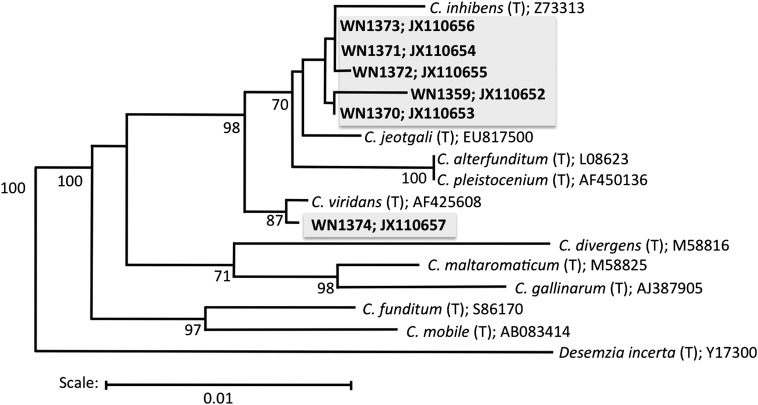 C. inhibens (T); Z73313
WN1373; JX110656
WN1371; JX110654
WN1372; JX110655
WN1359; JX110652
70
WN1370; JX110653
98
C. jeotgali (T); EU817500
C. alterfunditum (T); L08623
100
C. pleistocenium (T); AF450136
100
100
C. viridans (T); AF425608
87
WN1374; JX110657
C. divergens (T); M58816
71
C. maltaromaticum (T); M58825
98
C. gallinarum (T); AJ387905
C. funditum (T); S86170
97
C. mobile (T); AB083414
Desemzia incerta (T); Y17300
Scale:
0.01